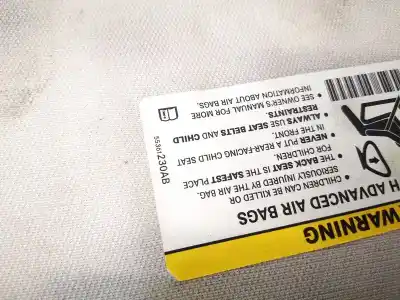 WARNING
H ADVANCED AIR BAGS
• CHILDREN CAN BE KILLED OR
SERIOUSLY INJURED BY THE AIR
BAG.
• THE BACK SEAT IS THE SAFEST PLACE
FOR CHILDREN.
• NEVER PUT A REAR-FACING CHILD SEAT
IN THE FRONT.
• ALWAYS USE SEAT BELTS AND CHILD
RESTRAINTS.
• SEE OWNER'S MANUAL FOR MORE
INFORMATION ABOUT AIR BAGS.
230AB